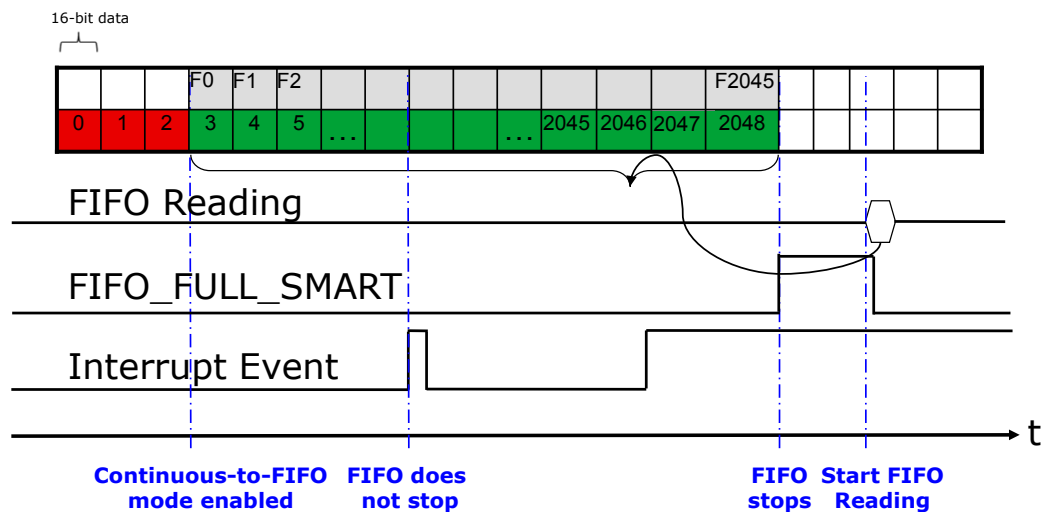 16-bit data
F0 F1 F2 F2045
0 1 2 3 4 5 ... ... 2045 2046 2047 2048
FIFO Reading
FIFO_FULL_SMART
Interrupt Event
t
Continuous-to-FIFO mode enabled
FIFO does not stop
FIFO stops
Start FIFO Reading